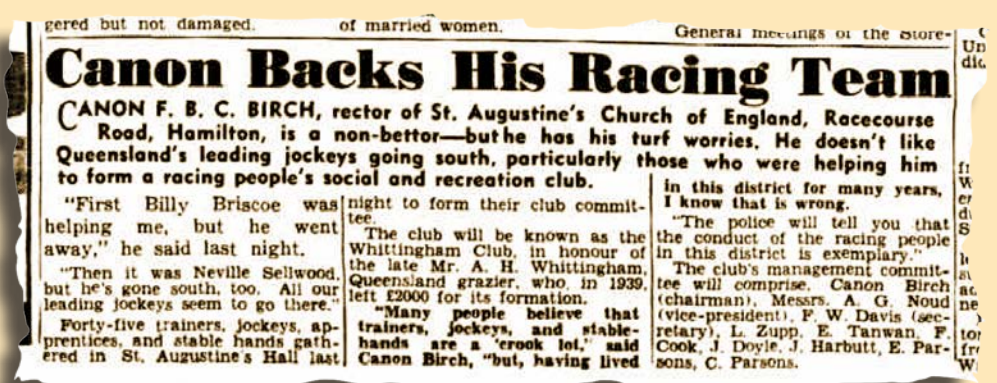 gered but not damaged.
of married women.
General meetings of the Store-
Canon Backs His Racing Team
CANON F. B. C. BIRCH, rector of St. Augustine's Church of England, Racecourse
Road, Hamilton, is a non-bettor—but he has his turf worries. He doesn't like
Queensland's leading jockeys going south, particularly those who were helping him
to form a racing people's social and recreation club.
"First Billy Briscoe was
helping me, but he went
away," he said last night.
"Then it was Neville Sellwood,
but he's gone south, too. All our
leading jockeys seem to go there."
Forty-five trainers, jockeys, ap-
prentices, and stable hands gath-
ered in St. Augustine's Hall last
night to form their club commit-
tee.
The club will be known as the
Whittingham Club, in honour of
the late Mr. A. H. Whittingham,
Queensland grazier, who, in 1939,
left £2000 for its formation.
"Many people believe that
trainers, jockeys, and stable-
hands are a 'crook lot,'" said
Canon Birch, "but, having lived
in this district for many years,
I know that is wrong.
"The police will tell you that
the conduct of the racing people
in this district is exemplary."
The club's management commit-
tee will comprise. Canon Birch
(chairman), Messrs. A. G. Noud
(vice-president), F. W. Davis (sec-
retary), L. Zupp, E. Tanwan, F.
Cook, J. Doyle, J. Harbutt, E. Par-
sons, C. Parsons.